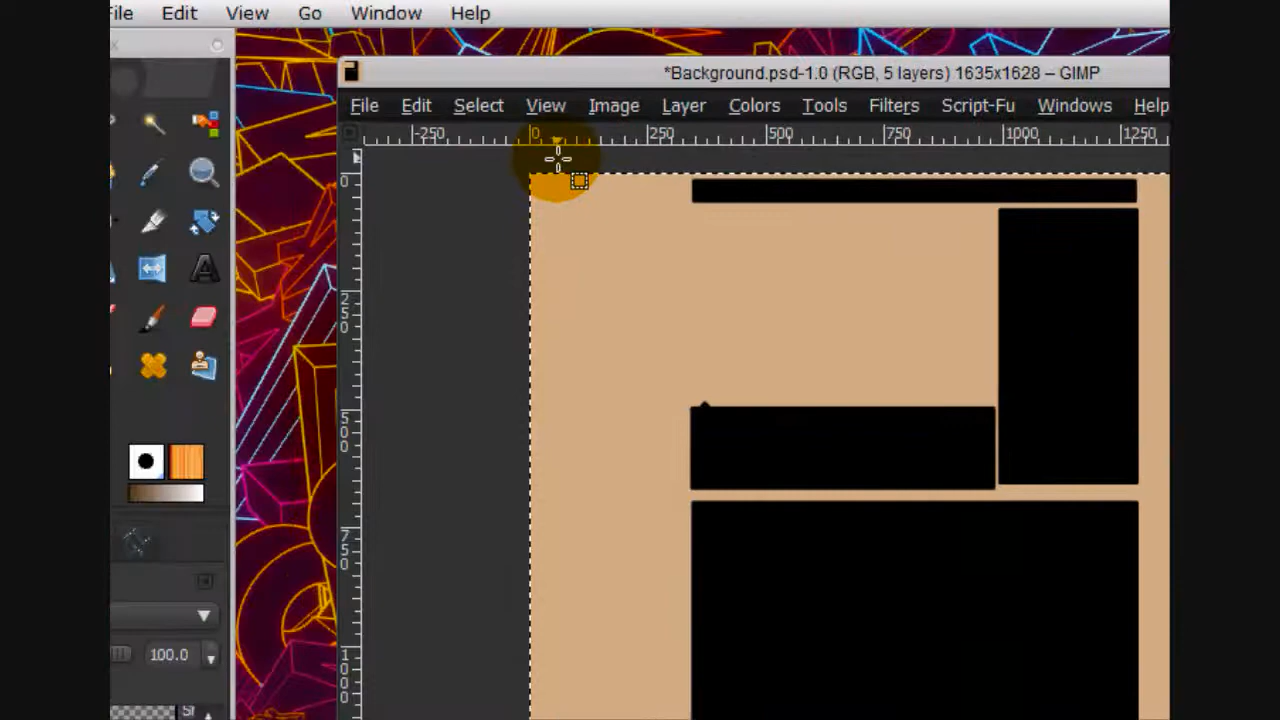 File Edit View Go Window Help
*Background.psd-1.0 (RGB, 5 layers) 1635x1628 – GIMP
File Edit Select View Image Layer Colors Tools Filters Script-Fu Windows Help
-250 0 250 500 750 1000 1250
0
250
500
750
1000
100.0